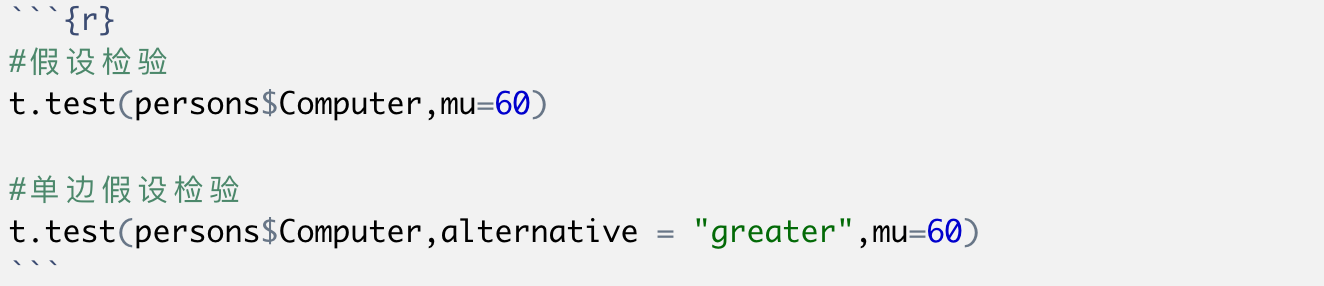 ```{r}
#假设检验
t.test(persons$Computer,mu=60)
#单边假设检验
t.test(persons$Computer,alternative = "greater",mu=60)
```